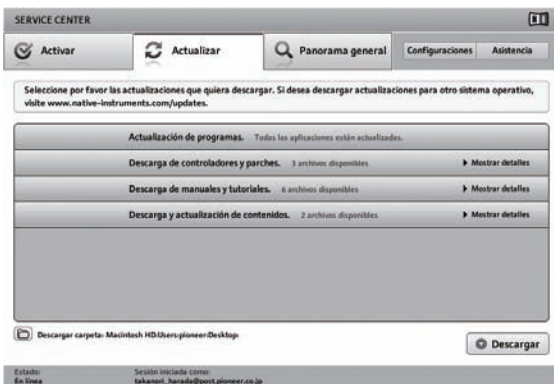 SERVICE CENTER
Activar
Actualizar
Panorama general
Configuraciones
Asistencia
Seleccione por favor las actualizaciones que quiera descargar. Si desea descargar actualizaciones para otro sistema operativo,
visite www.native-instruments.com/updates.
Actualización de programas. Todas las aplicaciones están actualizadas.
Descarga de controladores y parches. 3 archivos disponibles Mostrar detalles
Descarga de manuales y tutoriales. 6 archivos disponibles Mostrar detalles
Descarga y actualización de contenidos. 2 archivos disponibles Mostrar detalles
Descargar carpeta: Macintosh HD:Users:pioneer:Desktop:
Descargar
Estado: Sesión iniciada como:
En línea takanori_harada@post.pioneer.co.jp